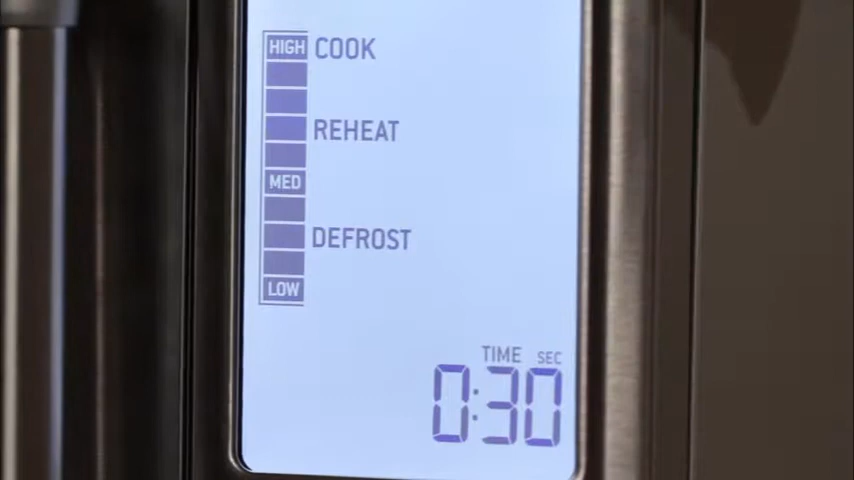 HIGH COOK
REHEAT
MED
DEFROST
LOW
TIME SEC
0:30